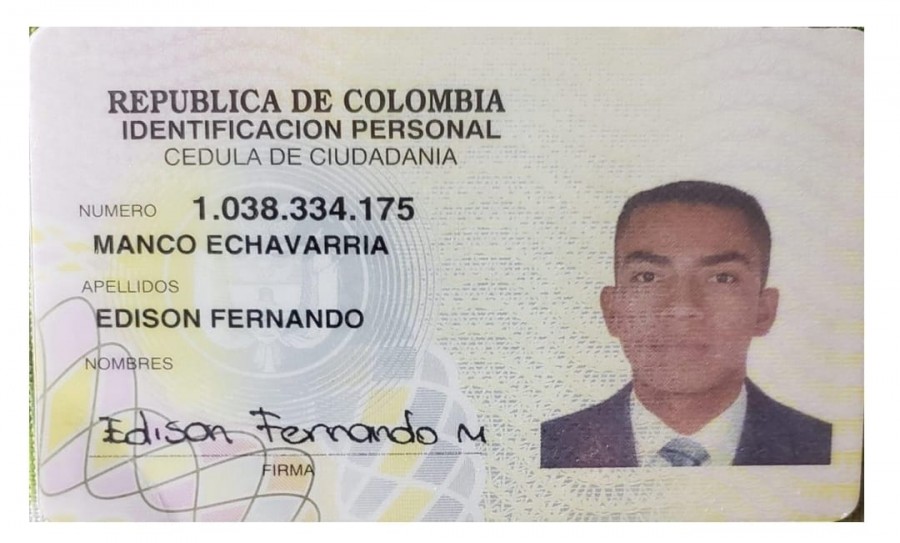 REPUBLICA DE COLOMBIA
IDENTIFICACION PERSONAL
CEDULA DE CIUDADANIA
NUMERO 1.038.334.175
MANCO ECHAVARRIA
APELLIDOS
EDISON FERNANDO
NOMBRES
Edison Fernando M
FIRMA